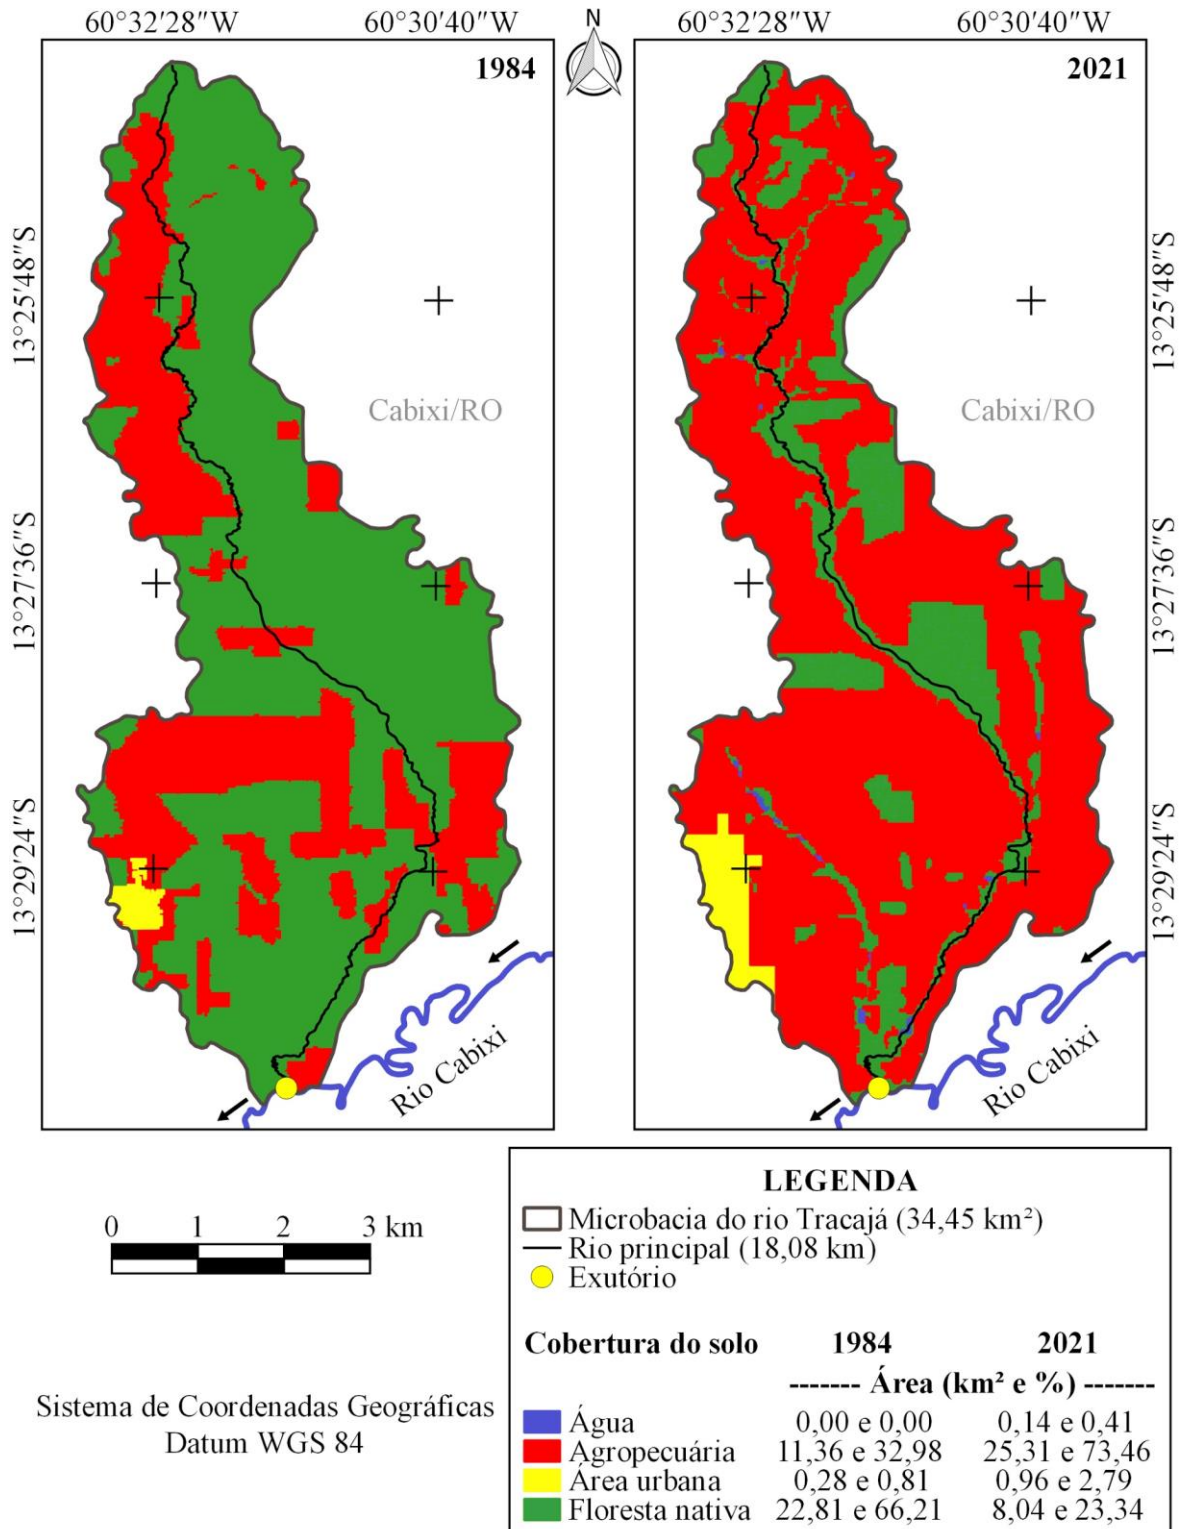 60°32'28"W 60°30'40"W N 60°32'28"W 60°30'40"W
1984
2021
13°25'48"S
13°25'48"S
Cabixi/RO
Cabixi/RO
13°27'36"S
13°27'36"S
13°29'24"S
13°29'24"S
Rio Cabixi
Rio Cabixi
0 1 2 3 km
Sistema de Coordenadas Geográficas
Datum WGS 84
LEGENDA
Microbacia do rio Tracajá (34,45 km²)
Rio principal (18,08 km)
Exutório
Cobertura do solo 1984 2021
------- Área (km² e %) -------
Água 0,00 e 0,00 0,14 e 0,41
Agropecuária 11,36 e 32,98 25,31 e 73,46
Área urbana 0,28 e 0,81 0,96 e 2,79
Floresta nativa 22,81 e 66,21 8,04 e 23,34